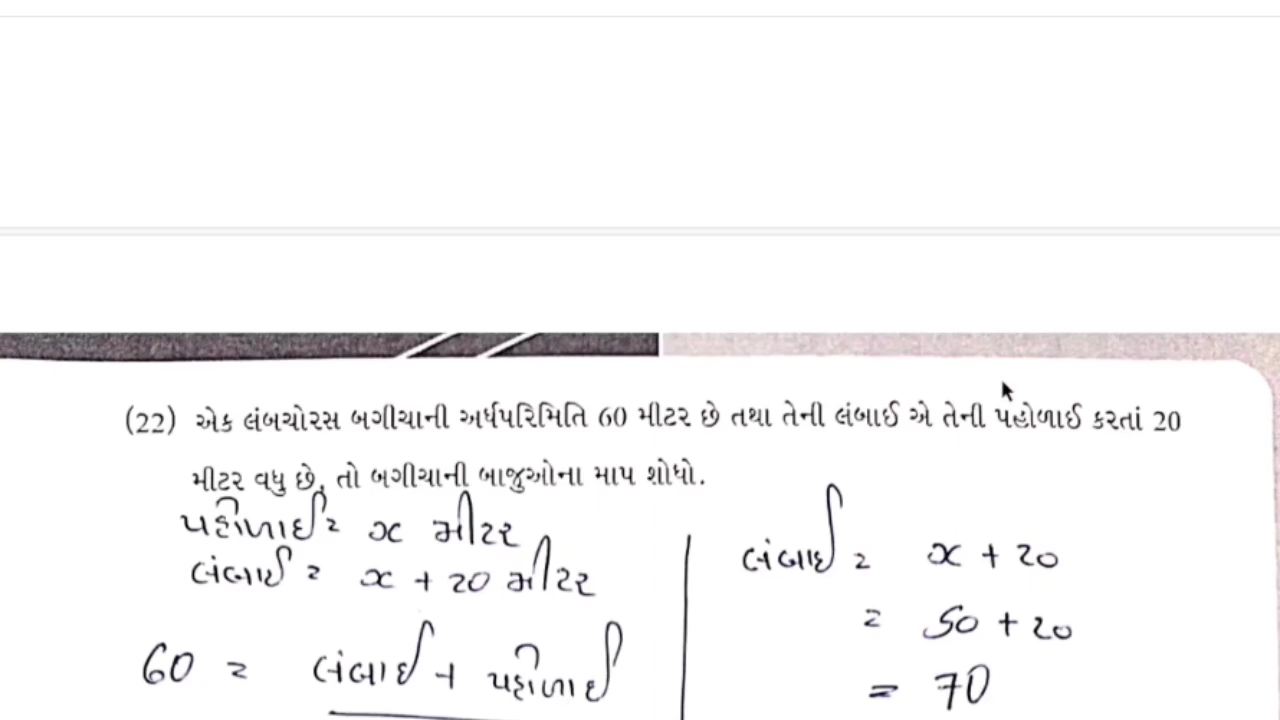 (22) એક લંબચોરસ બગીચાની અર્ધપરિમિતિ 60 મીટર છે તથા તેની લંબાઈ એ તેની પહોળાઈ કરતાં 20
મીટર વધુ છે, તો બગીચાની બાજુઓના માપ શોધો.
પહોળાઈ = x મીટર
લંબાઈ = x + 20 મીટર
60 = લંબાઈ + પહોળાઈ
લંબાઈ = x + 20
= 50 + 20
= 70